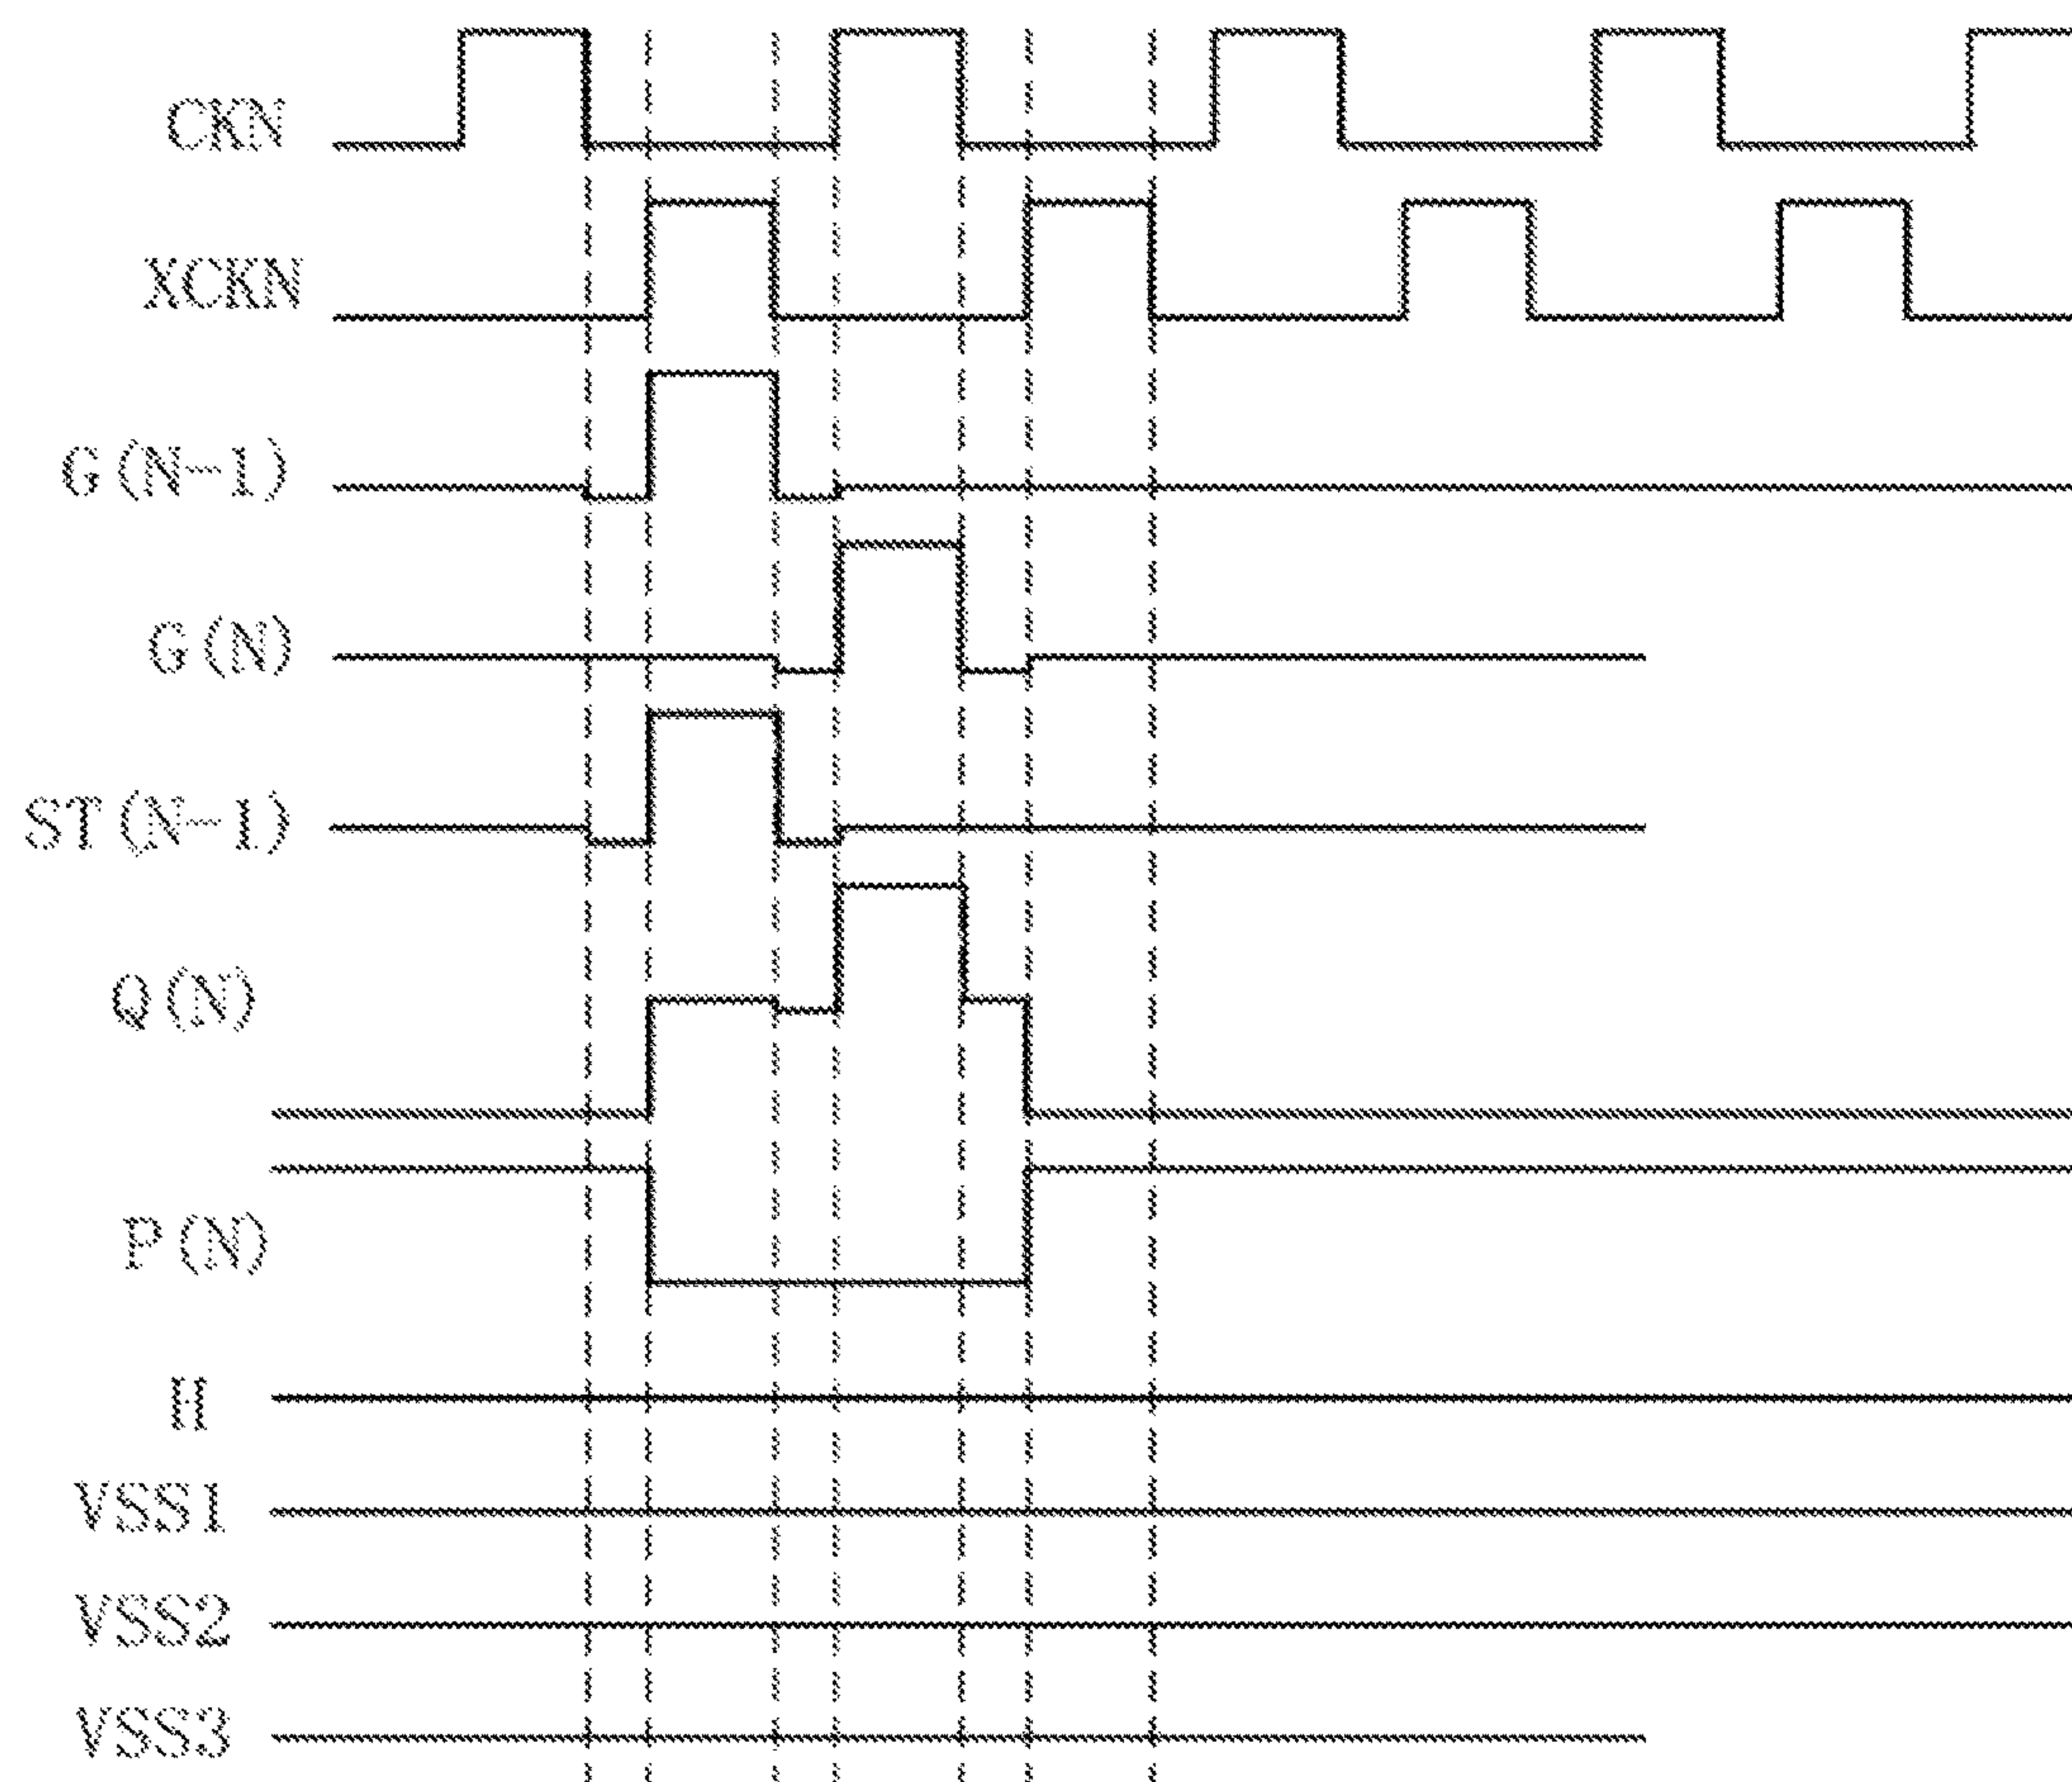 CKN
XCKN
G(N-1)
G(N)
ST(N-1)
Q(N)
P(N)
H
VSS1
VSS2
VSS3